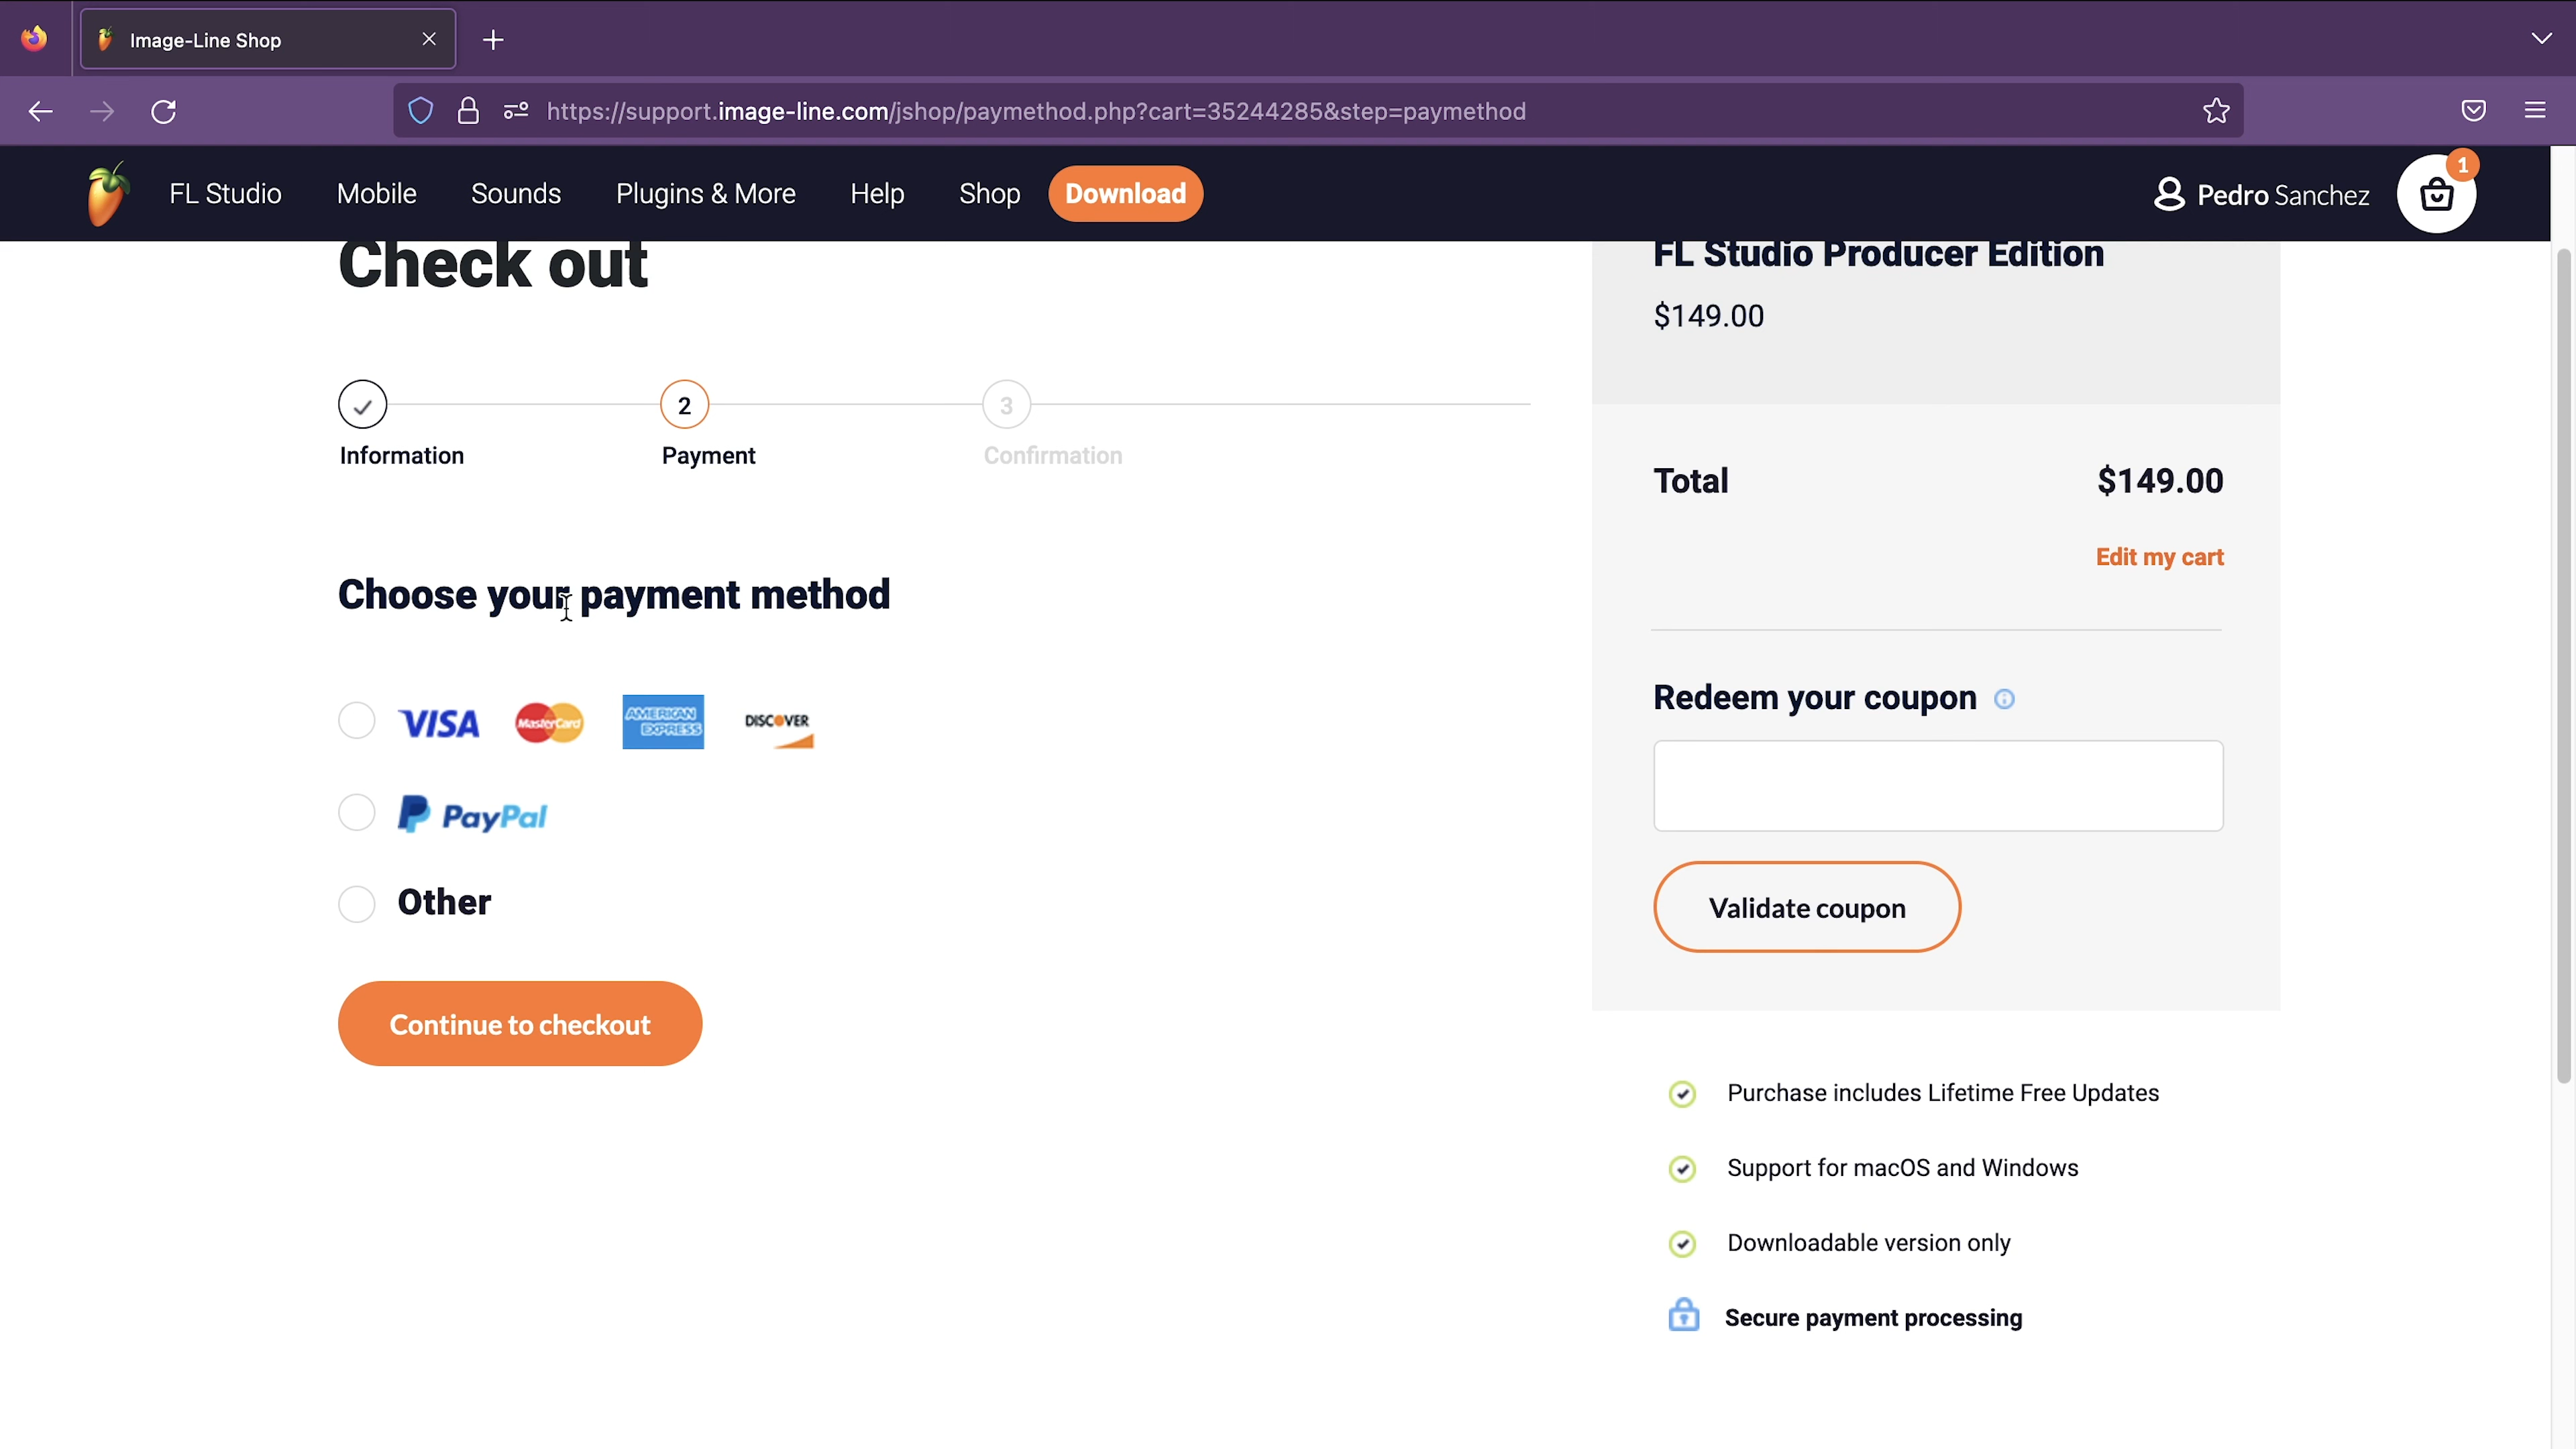 Image-Line Shop
https://support.image-line.com/jshop/paymethod.php?cart=35244285&step=paymethod
FL Studio Mobile Sounds Plugins & More Help Shop Download Pedro Sanchez 1
Check out
✓ 2 3
Information Payment Confirmation
Choose your payment method
VISA MasterCard AMERICAN EXPRESS DISCOVER
PayPal
Other
Continue to checkout
FL Studio Producer Edition
$149.00
Total $149.00
Edit my cart
Redeem your coupon
Validate coupon
Purchase includes Lifetime Free Updates
Support for macOS and Windows
Downloadable version only
Secure payment processing